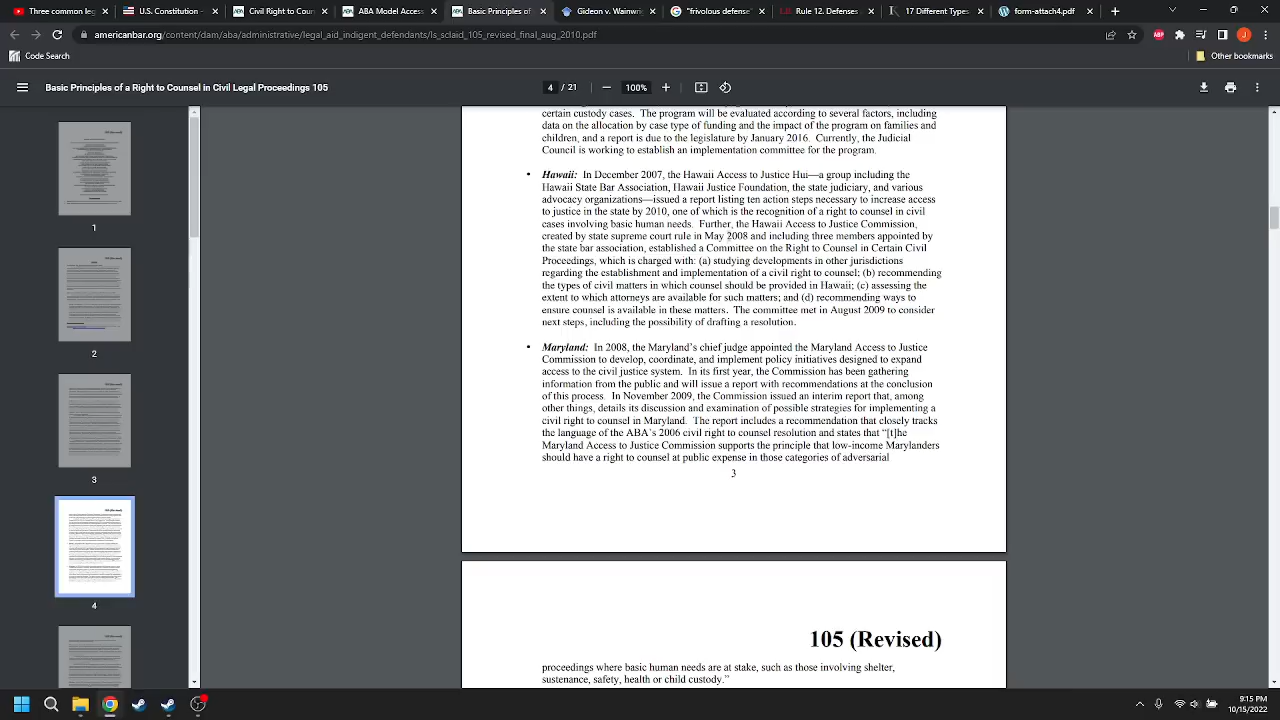 Three common leg
U.S. Constitution -
Civil Right to Coun
ABA Model Access
Basic Principles of
Gideon v. Wainwrig
"frivolous defense"
Rule 12. Defenses
17 Different Types
form-attach4.pdf
americanbar.org/content/dam/aba/administrative/legal_aid_indigent_defendants/ls_sclaid_105_revised_final_aug_2010.pdf
ABP
J
Code Search
Other bookmarks
Basic Principles of a Right to Counsel in Civil Legal Proceedings 105
4 / 21
100%
certain custody cases. The program will be evaluated according to several factors, including
data on the allocation by case type of funding and the impact of the program on families and
children, and a report is due to the legislature by January 2016. Currently, the Judicial
Council is working to establish an implementation committee for the program.
• Hawaii: In December 2007, the Hawaii Access to Justice Hui—a group including the
Hawaii State Bar Association, Hawaii Justice Foundation, the state judiciary, and various
advocacy organizations—issued a report listing ten action steps necessary to increase access
to justice in the state by 2010, one of which is the recognition of a right to counsel in civil
cases involving basic human needs. Further, the Hawaii Access to Justice Commission,
created by state supreme court rule in May 2008 and including three members appointed by
the state bar association, established a Committee on the Right to Counsel in Certain Civil
Proceedings, which is charged with: (a) studying developments in other jurisdictions
regarding the establishment and implementation of a civil right to counsel; (b) recommending
the types of civil matters in which counsel should be provided in Hawaii; (c) assessing the
extent to which attorneys are available for such matters; and (d) recommending ways to
ensure counsel is available in these matters. The committee met in August 2009 to consider
next steps, including the possibility of drafting a resolution.
• Maryland: In 2008, the Maryland's chief judge appointed the Maryland Access to Justice
Commission to develop, coordinate, and implement policy initiatives designed to expand
access to the civil justice system. In its first year, the Commission has been gathering
information from the public and will issue a report with recommendations at the conclusion
of this process. In November 2009, the Commission issued an interim report that, among
other things, details its discussion and examination of possible strategies for implementing a
civil right to counsel in Maryland. The report includes a recommendation that closely tracks
the language of the ABA's 2006 civil right to counsel resolution and states that "[t]he
Maryland Access to Justice Commission supports the principle that low-income Marylanders
should have a right to counsel at public expense in those categories of adversarial
3
105 (Revised)
proceedings where basic human needs are at stake, such as those involving shelter,
sustenance, safety, health or child custody."
1
2
3
4
9:15 PM
10/15/2022